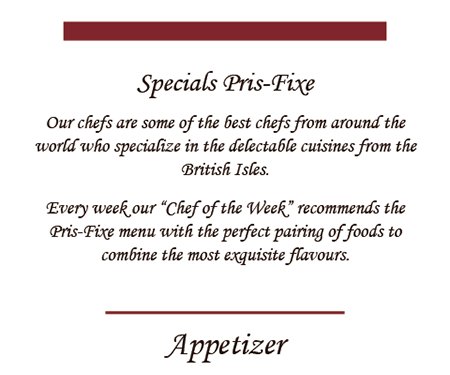 Specials Pris-Fixe
Our chefs are some of the best chefs from around the
world who specialize in the delectable cuisines from the
British Isles.
Every week our “Chef of the Week” recommends the
Pris-Fixe menu with the perfect pairing of foods to
combine the most exquisite flavours.
Appetizer